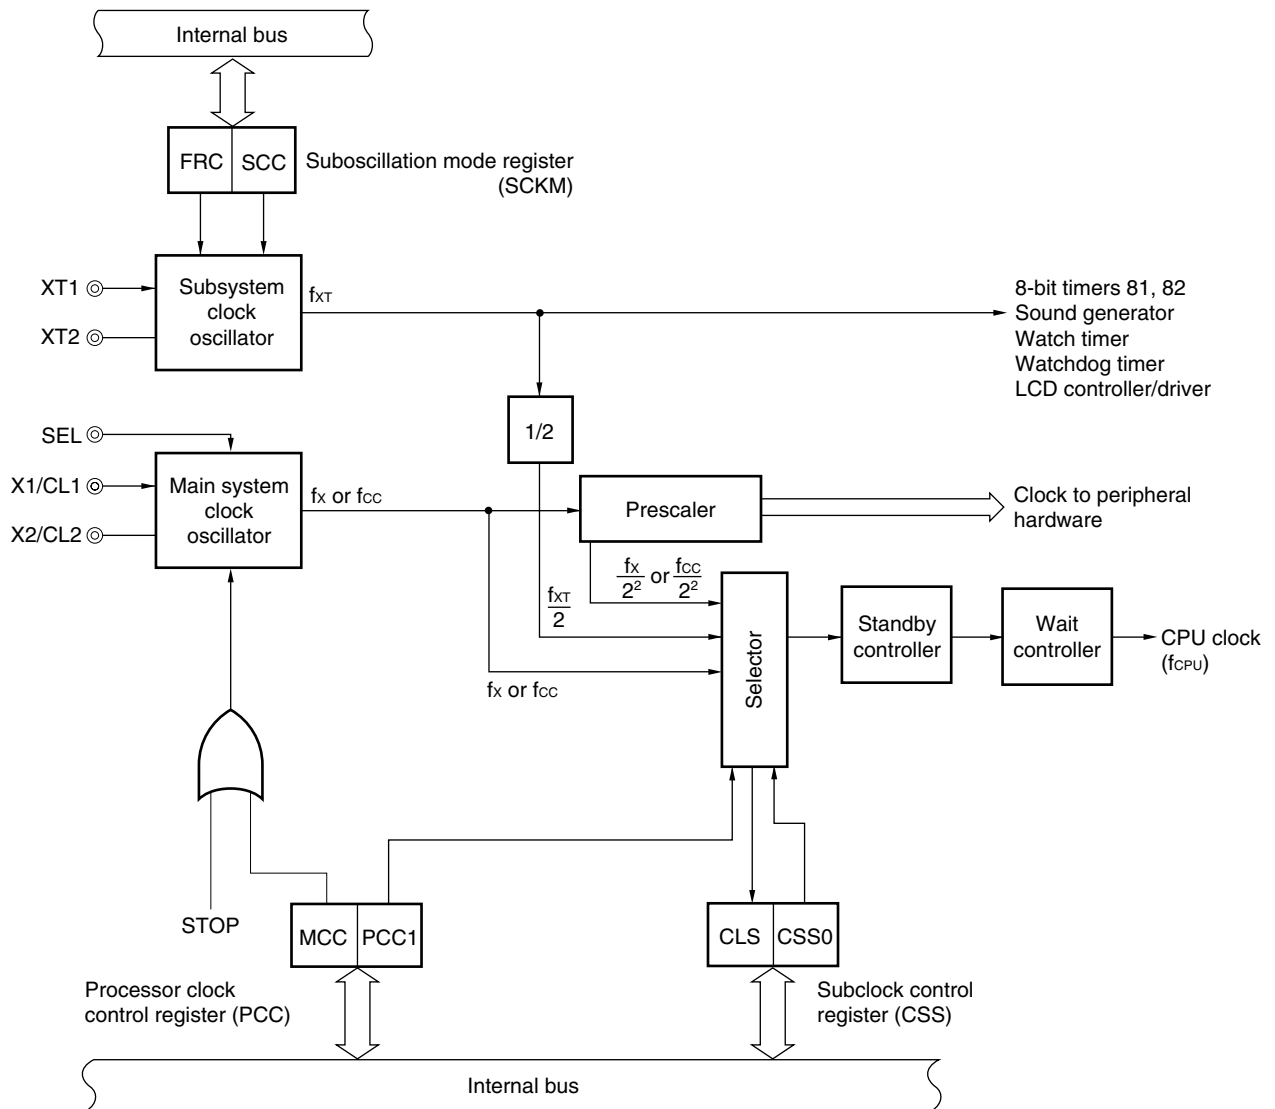 Internal bus
FRC SCC
Suboscillation mode register
(SCKM)
XT1
XT2
Subsystem
clock
oscillator
fXT
8-bit timers 81, 82
Sound generator
Watch timer
Watchdog timer
LCD controller/driver
1/2
SEL
X1/CL1
X2/CL2
Main system
clock
oscillator
fX or fCC
Prescaler
Clock to peripheral
hardware
fX/2² or fCC/2²
fXT/2
fX or fCC
Selector
Standby
controller
Wait
controller
CPU clock
(fCPU)
STOP
MCC PCC1
CLS CSS0
Processor clock
control register (PCC)
Subclock control
register (CSS)
Internal bus